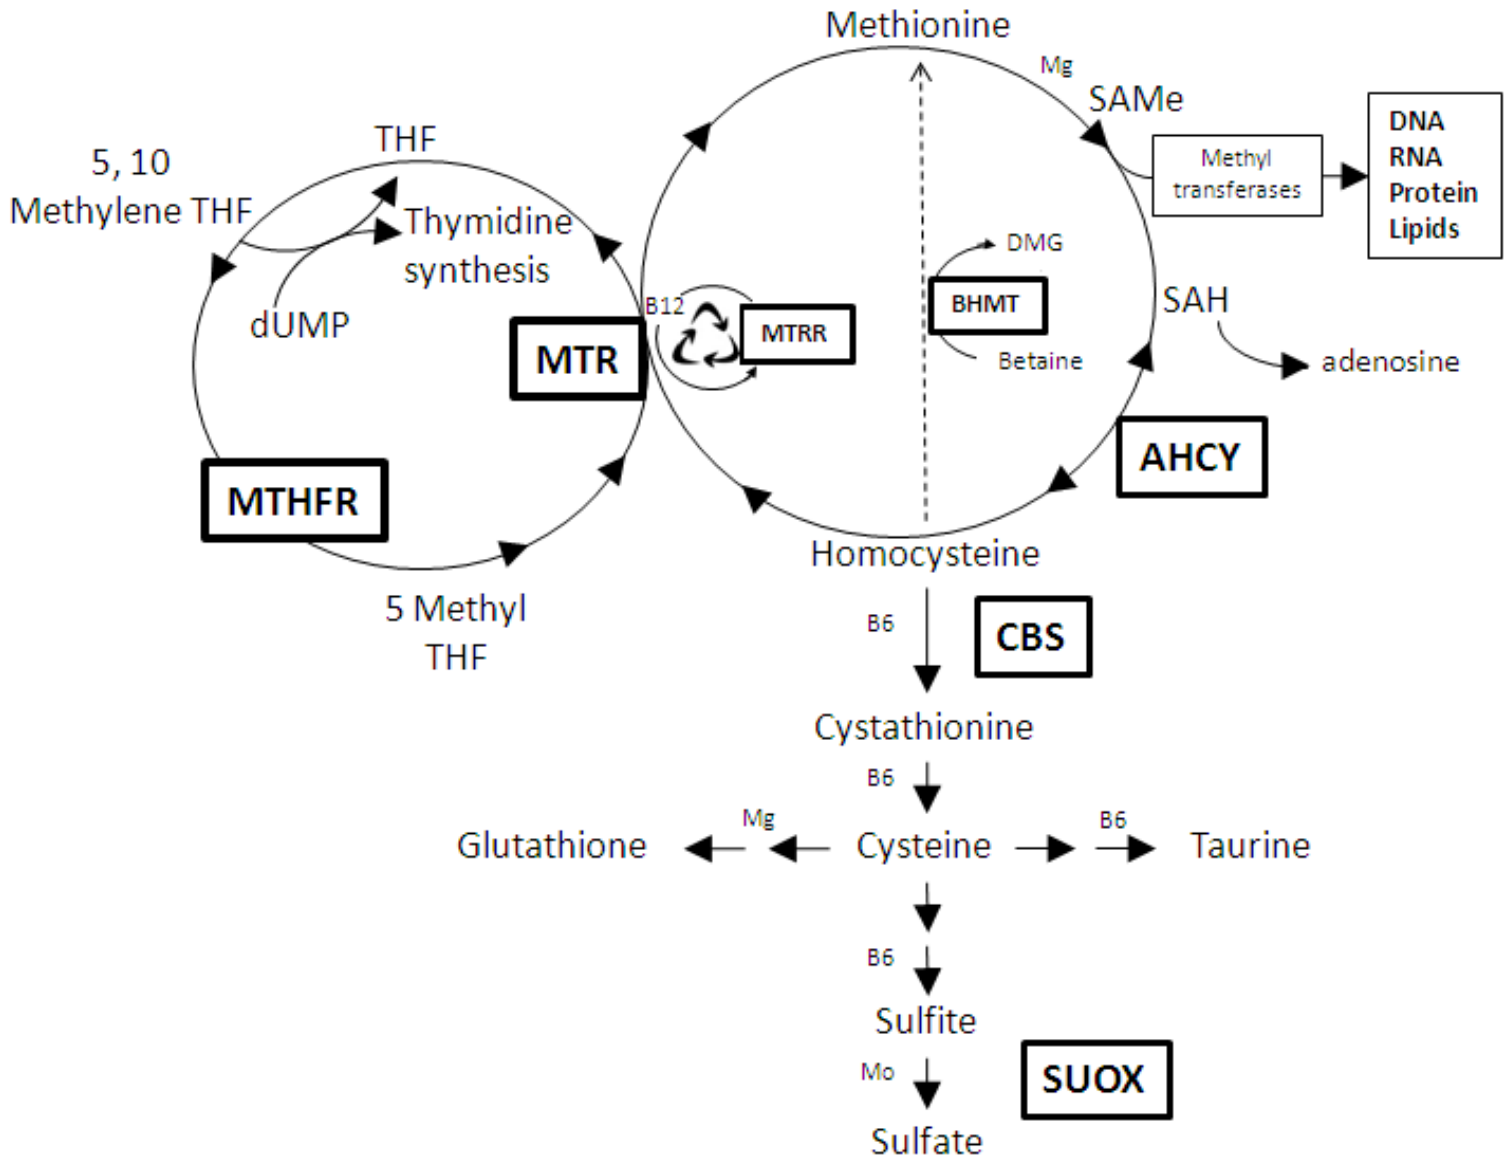 Methionine
Mg
SAMe
DNA
RNA
Protein
Lipids
Methyl
transferases
THF
5, 10
Methylene THF
Thymidine
synthesis
dUMP
MTR
B12
MTRR
DMG
BHMT
Betaine
SAH
adenosine
AHCY
MTHFR
Homocysteine
5 Methyl
THF
B6
CBS
Cystathionine
B6
Glutathione
Mg
Cysteine
B6
Taurine
B6
Sulfite
Mo
SUOX
Sulfate